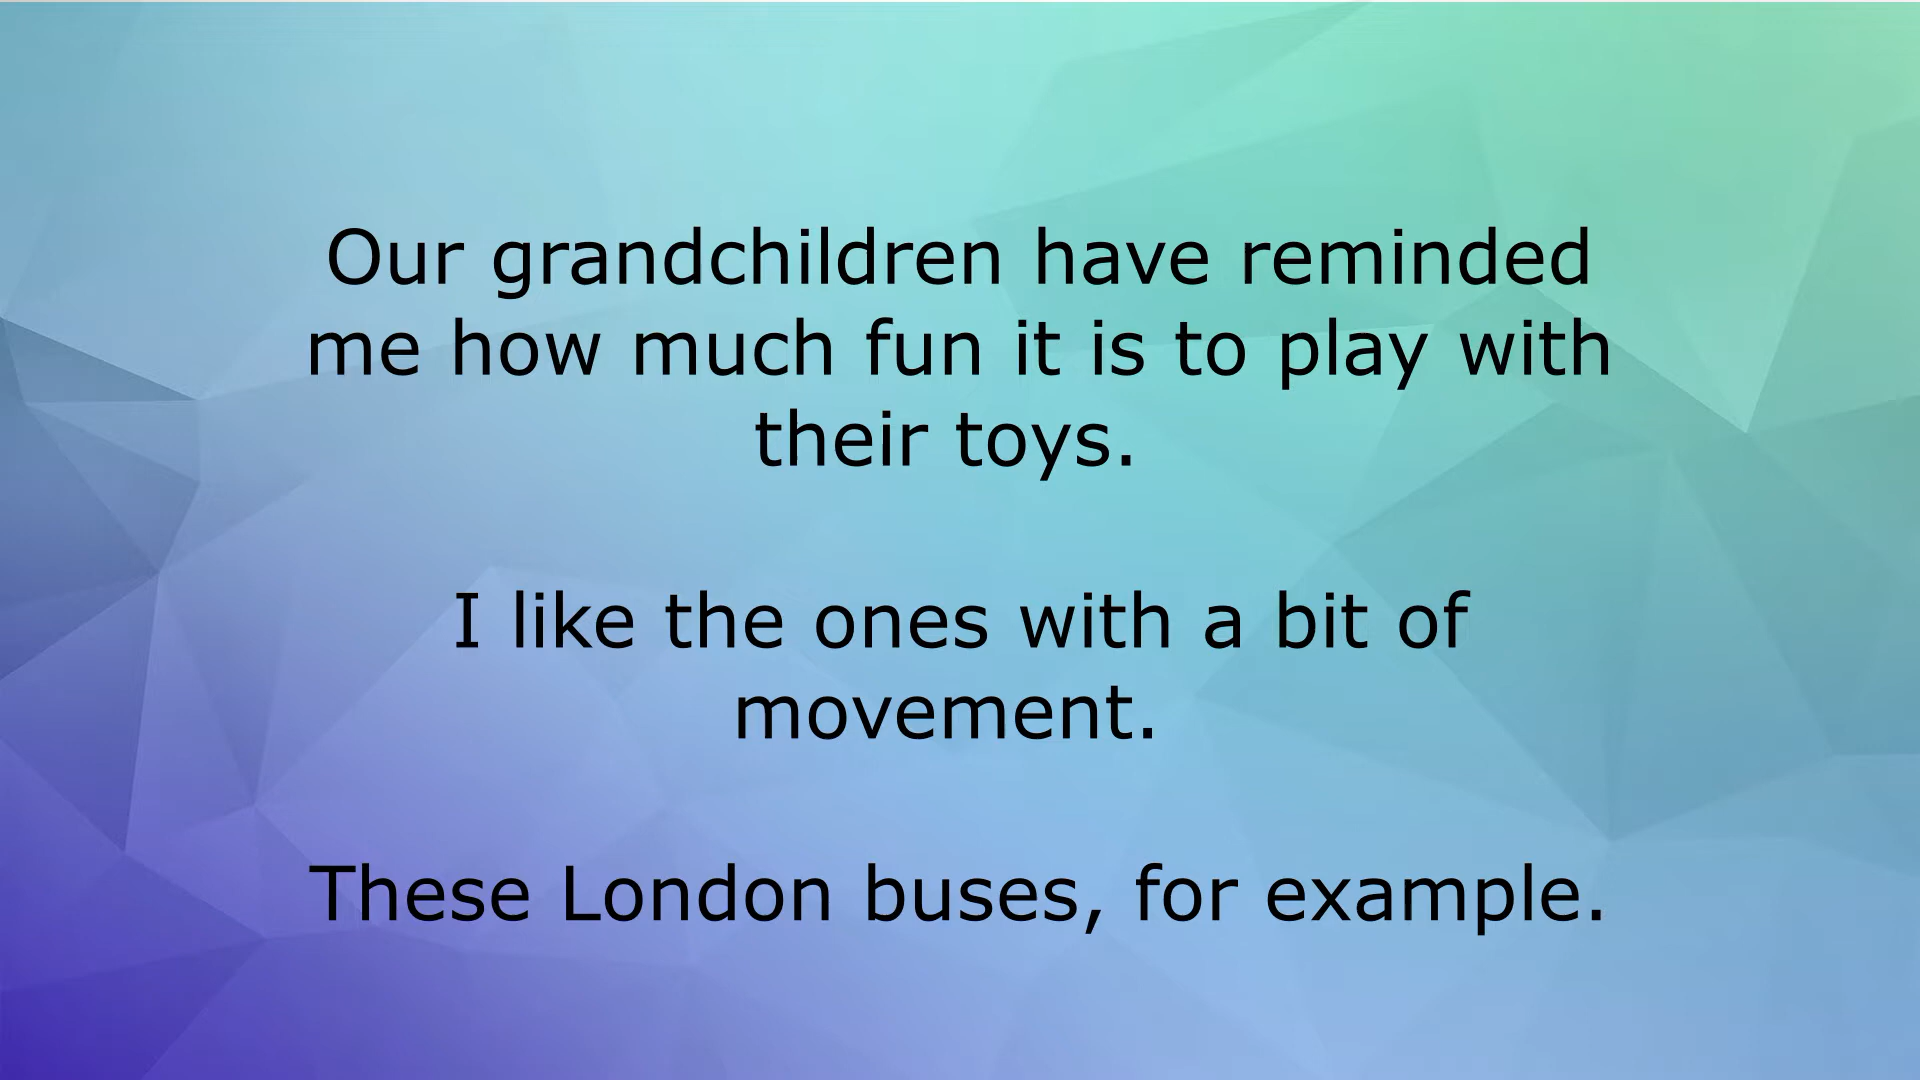 Our grandchildren have reminded
me how much fun it is to play with
their toys.
I like the ones with a bit of
movement.
These London buses, for example.